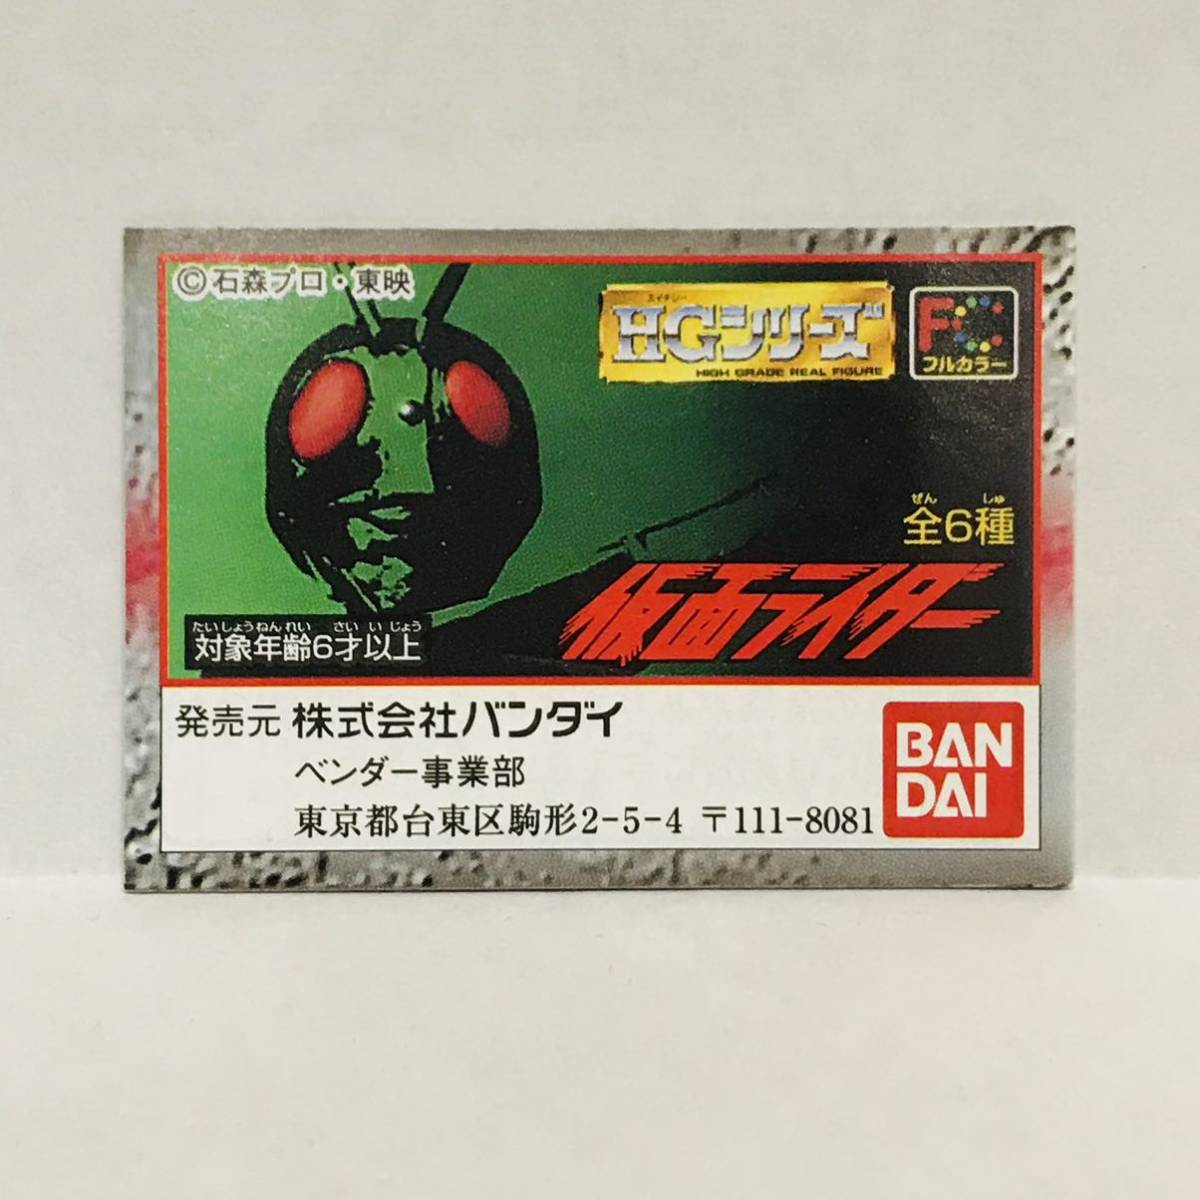 ©石森プロ・東映
エイチジー
HGシリーズ
HIGH GRADE REAL FIGURE
F
フルカラー
ぜん しゅ
全6種
仮面ライダー
たいしょうねんれい さい いじょう
対象年齢6才以上
発売元 株式会社バンダイ
ベンダー事業部
東京都台東区駒形2-5-4 〒111-8081
BAN
DAI